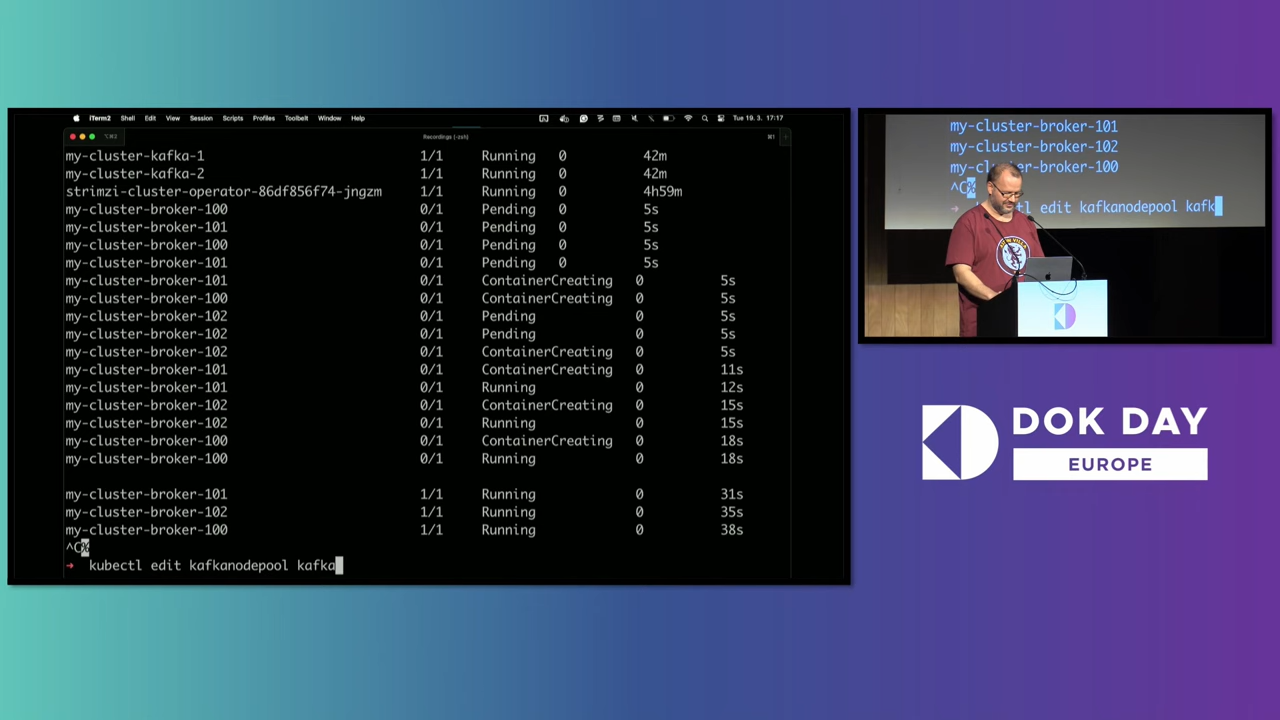 iTerm2 Shell Edit View Session Scripts Profiles Toolbelt Window Help Tue 19. 3. 17:17
⌥⌘2 Recordings (-zsh) ⌘1
my-cluster-kafka-1 1/1 Running 0 42m
my-cluster-kafka-2 1/1 Running 0 42m
strimzi-cluster-operator-86df856f74-jngzm 1/1 Running 0 4h59m
my-cluster-broker-100 0/1 Pending 0 5s
my-cluster-broker-101 0/1 Pending 0 5s
my-cluster-broker-100 0/1 Pending 0 5s
my-cluster-broker-101 0/1 Pending 0 5s
my-cluster-broker-101 0/1 ContainerCreating 0 5s
my-cluster-broker-100 0/1 ContainerCreating 0 5s
my-cluster-broker-102 0/1 Pending 0 5s
my-cluster-broker-102 0/1 Pending 0 5s
my-cluster-broker-102 0/1 ContainerCreating 0 5s
my-cluster-broker-101 0/1 ContainerCreating 0 11s
my-cluster-broker-101 0/1 Running 0 12s
my-cluster-broker-102 0/1 ContainerCreating 0 15s
my-cluster-broker-102 0/1 Running 0 15s
my-cluster-broker-100 0/1 ContainerCreating 0 18s
my-cluster-broker-100 0/1 Running 0 18s
my-cluster-broker-101 1/1 Running 0 31s
my-cluster-broker-102 1/1 Running 0 35s
my-cluster-broker-100 1/1 Running 0 38s
^C%
→ kubectl edit kafkanodepool kafka
my-cluster-broker-101
my-cluster-broker-102
my-cluster-broker-100
^C%
→ edit kafkanodepool kafk
DOK DAY
EUROPE